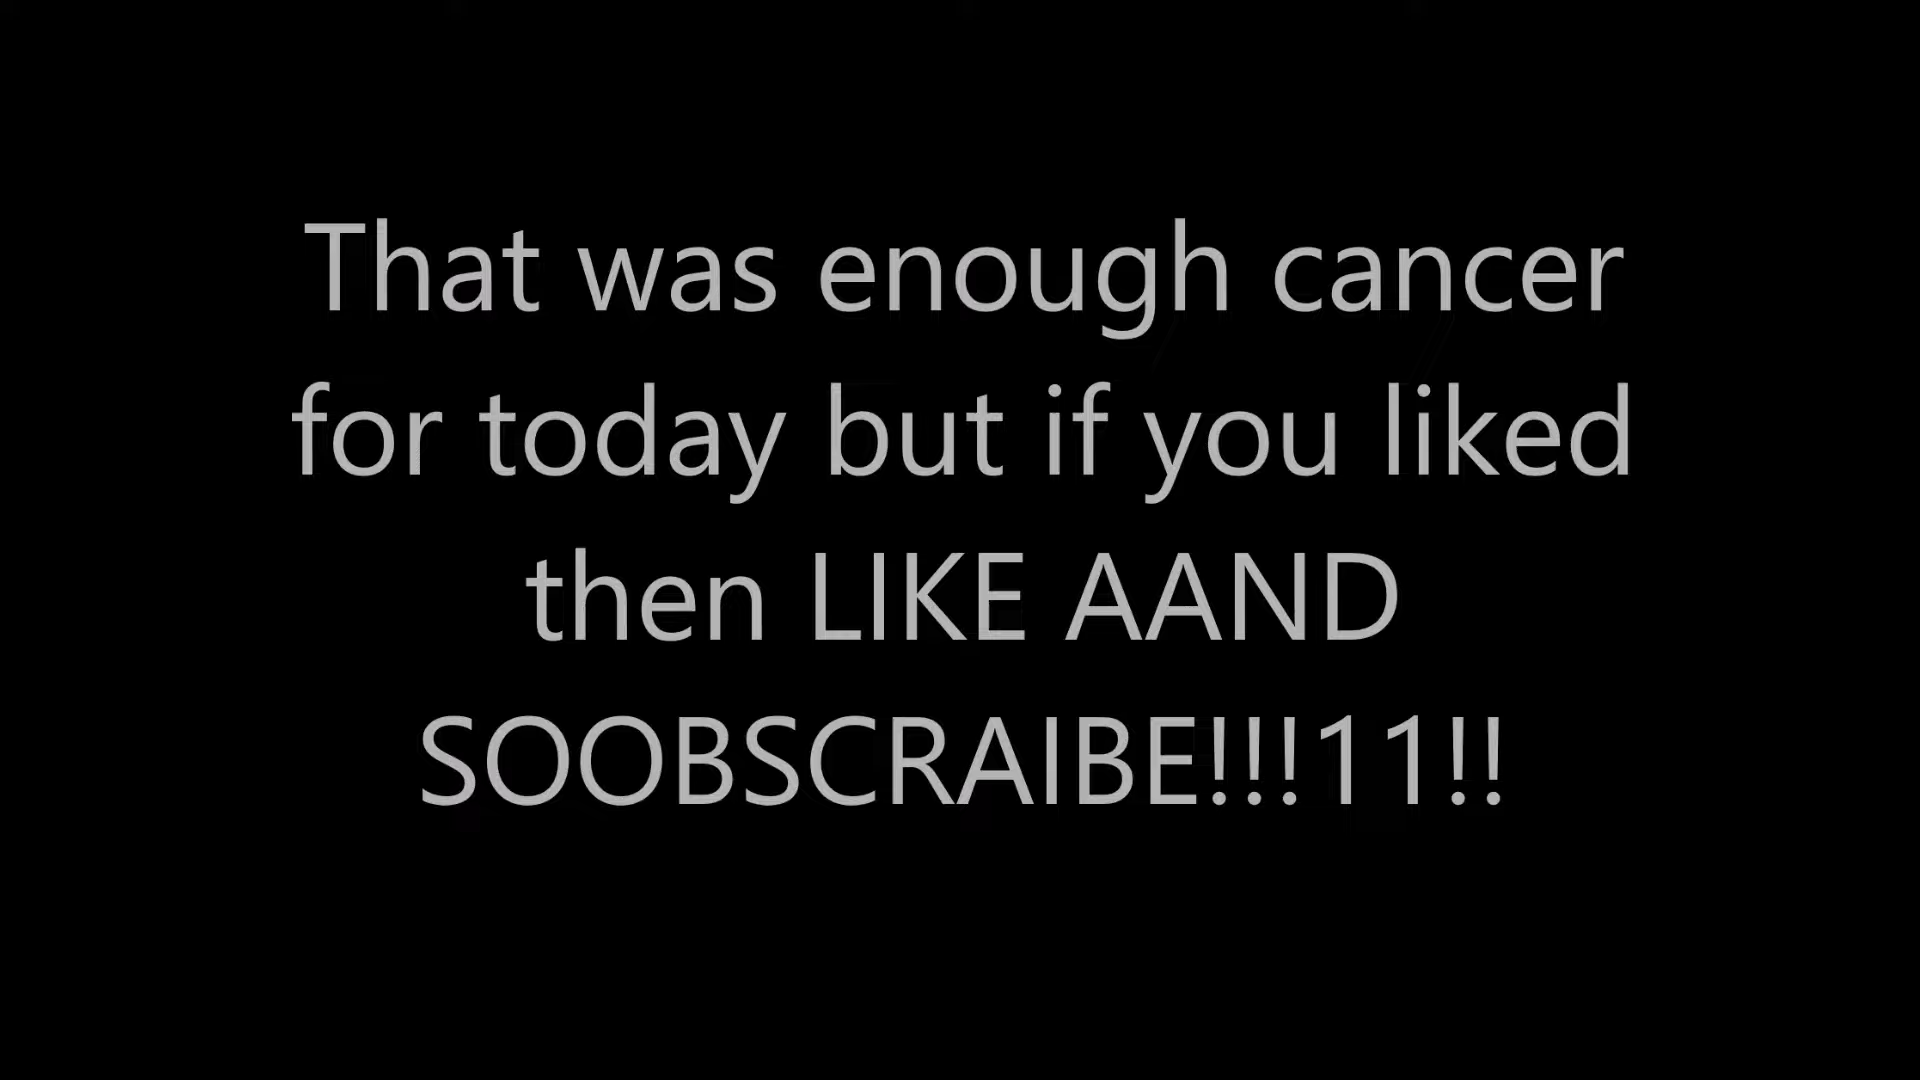 That was enough cancer
for today but if you liked
then LIKE AAND
SOOBSCRAIBE!!!11!!